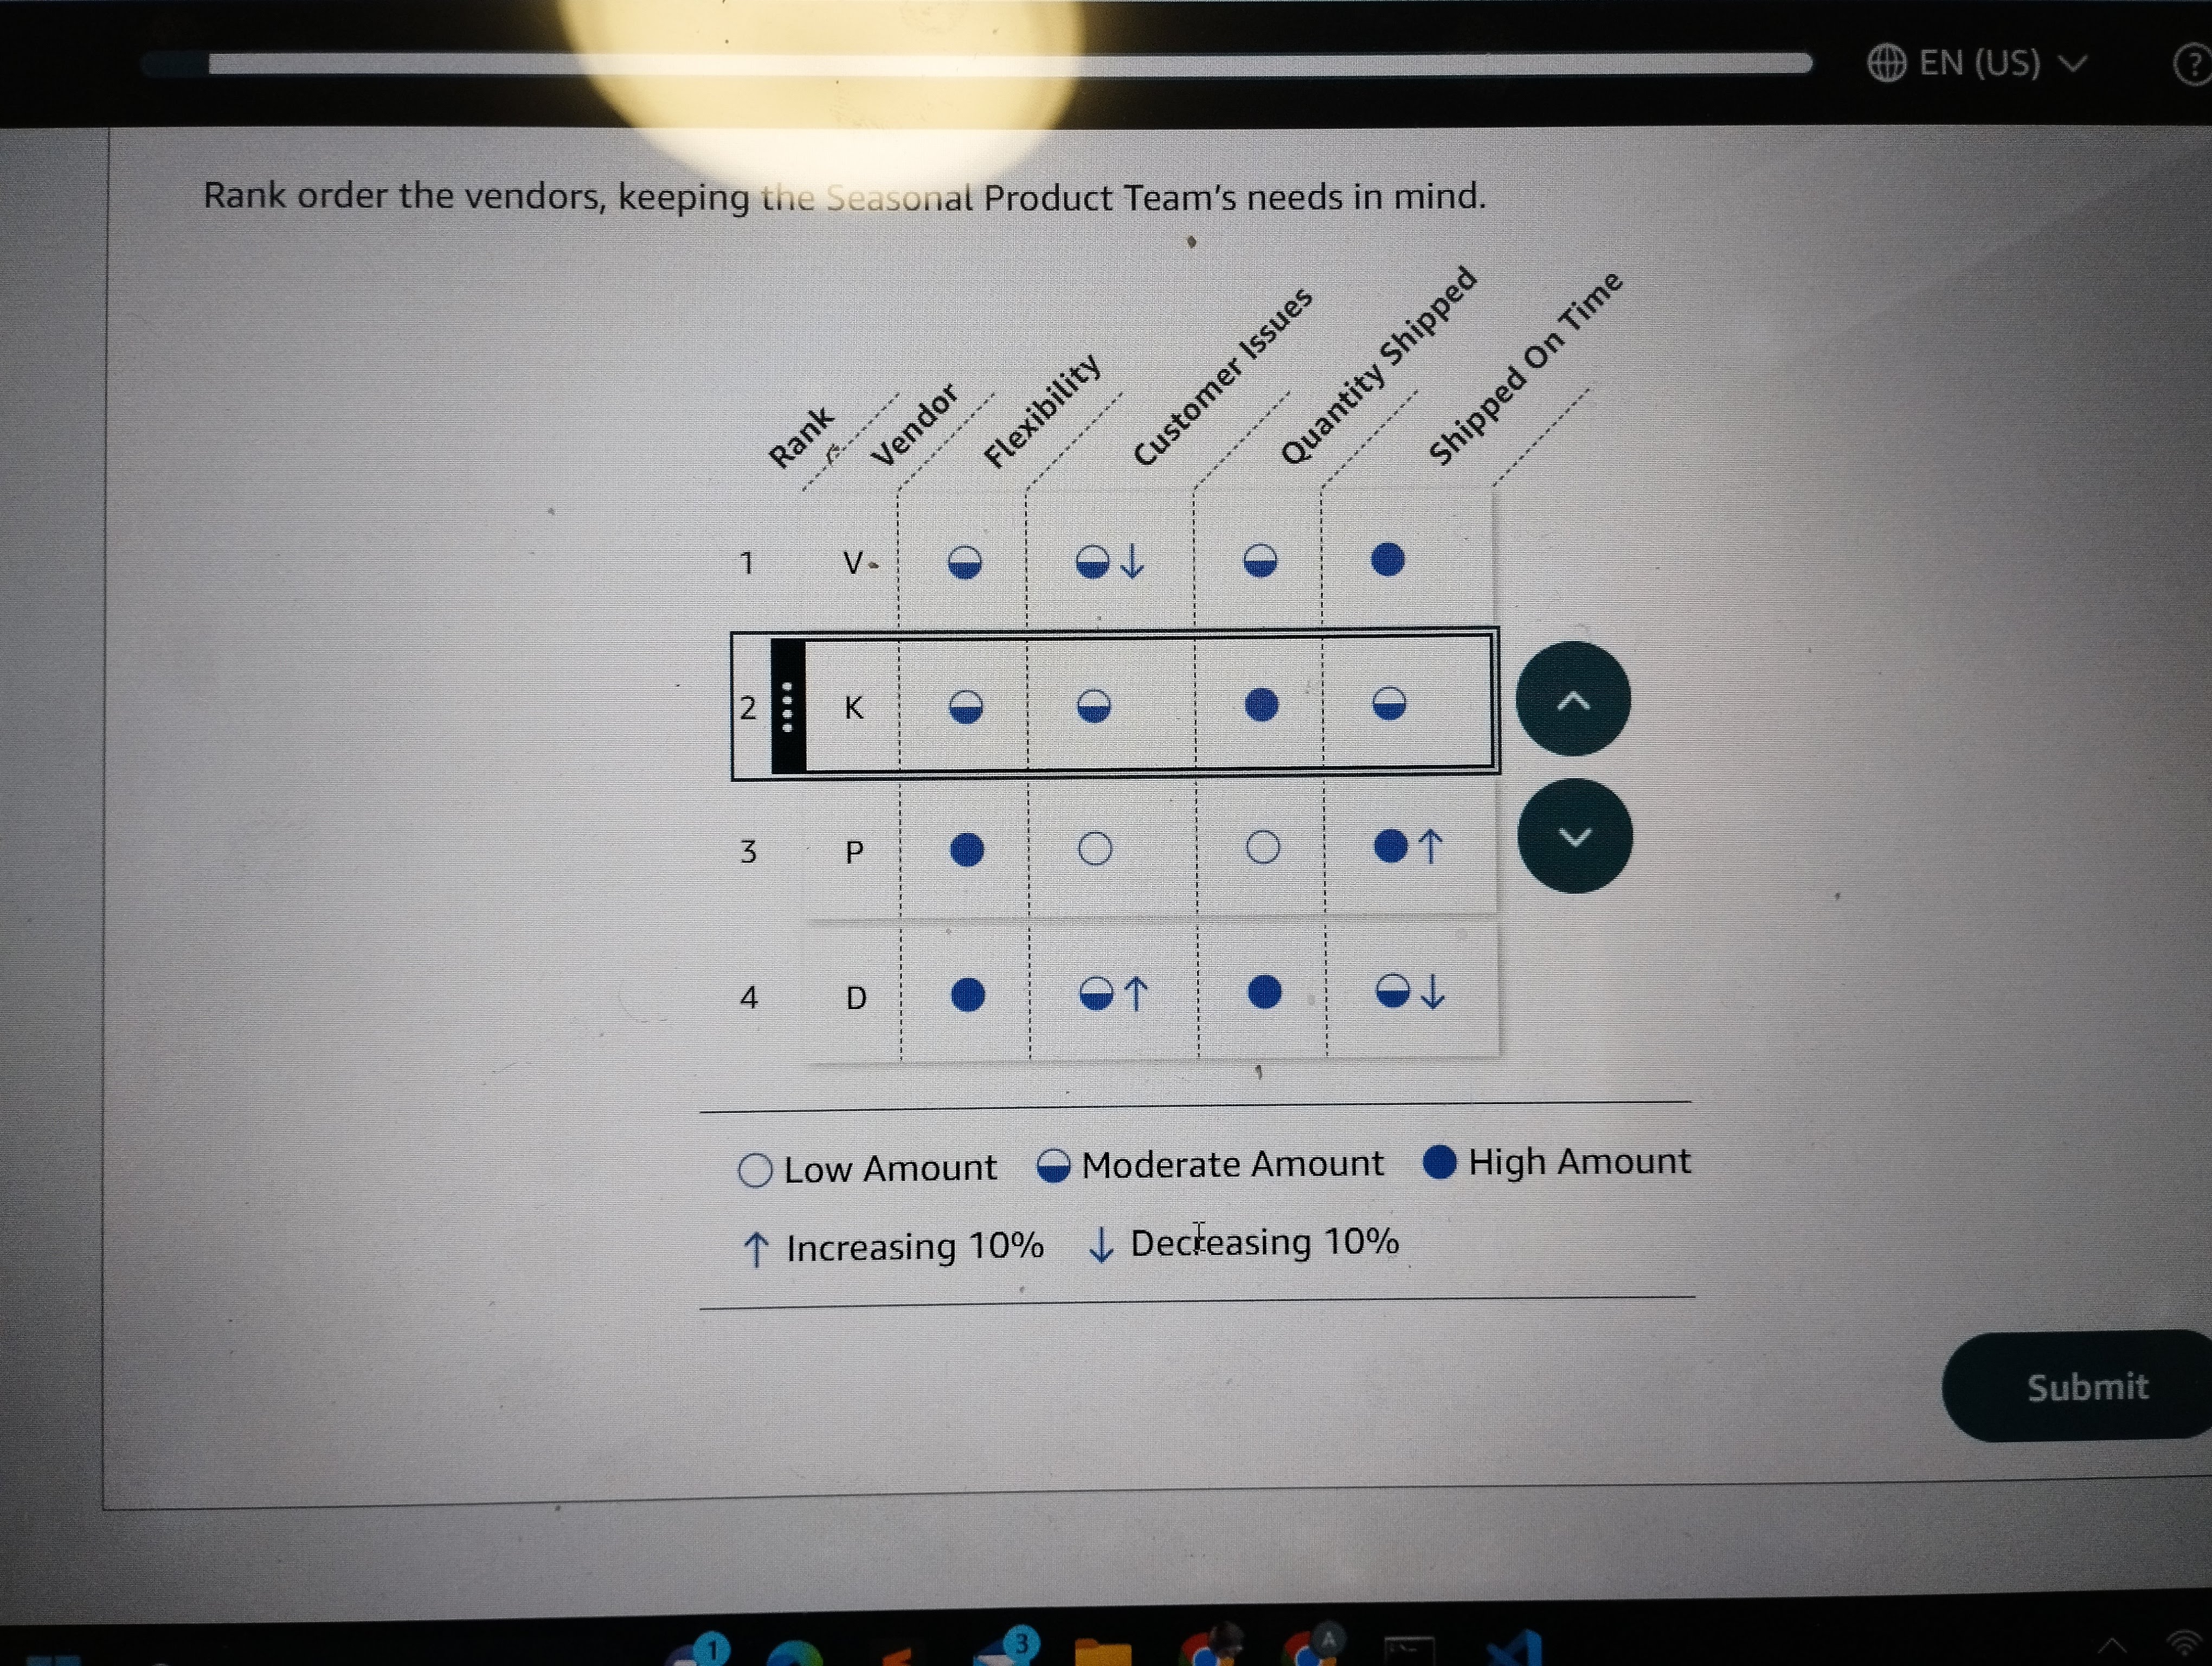 EN (US)
?
Rank order the vendors, keeping the Seasonal Product Team's needs in mind.
Rank
Vendor
Flexibility
Customer Issues
Quantity Shipped
Shipped On Time
1 V
2 K
3 P
4 D
Low Amount Moderate Amount High Amount
↑ Increasing 10% ↓ Decreasing 10%
Submit
1
3
A